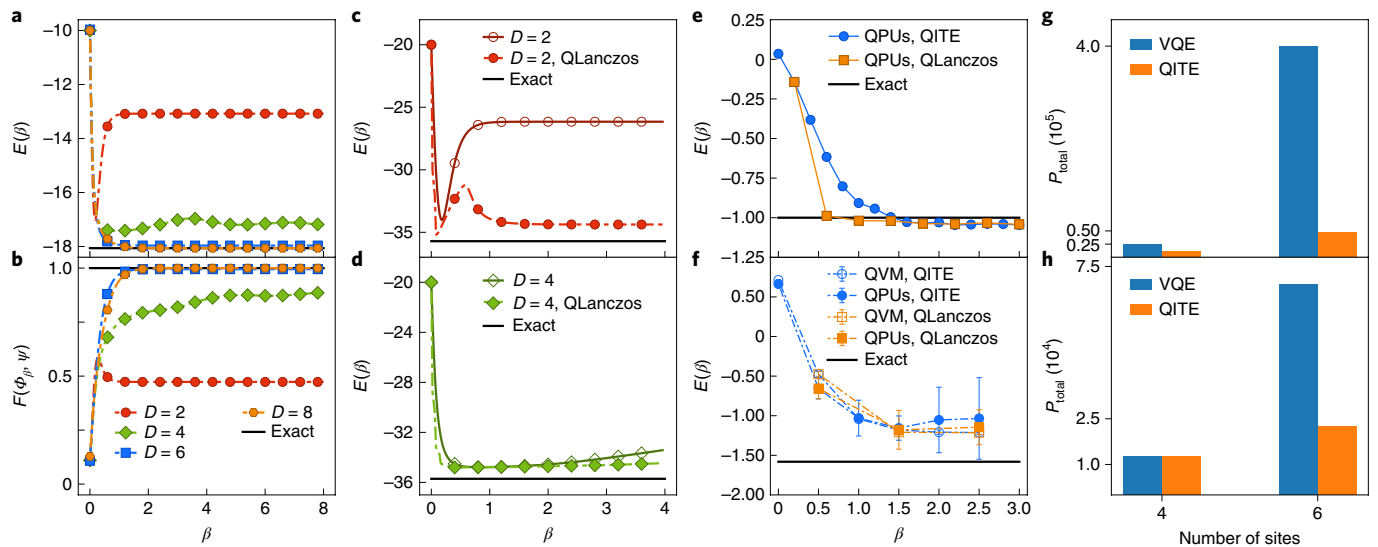 a
−10
−12
−14
−16
−18
E(β)
b
1.0
0.5
0
F(Φβ, ψ)
D = 2
D = 4
D = 6
D = 8
Exact
0 2 4 6 8
β
c
−20
−25
−30
−35
E(β)
D = 2
D = 2, QLanczos
Exact
d
−20
−24
−28
−34
−36
E(β)
D = 4
D = 4, QLanczos
Exact
0 1 2 3 4
β
e
0.25
0
−0.25
−0.50
−0.75
−1.00
−1.25
E(β)
QPUs, QITE
QPUs, QLanczos
Exact
f
0.50
0
−0.50
−1.00
−1.50
−2.00
E(β)
QVM, QITE
QPUs, QITE
QVM, QLanczos
QPUs, QLanczos
Exact
0 0.5 1.0 1.5 2.0 2.5 3.0
β
g
4.0
0.50
0.25
Ptotal (10⁵)
VQE
QITE
h
7.5
2.5
1.0
Ptotal (10⁴)
VQE
QITE
4 6
Number of sites